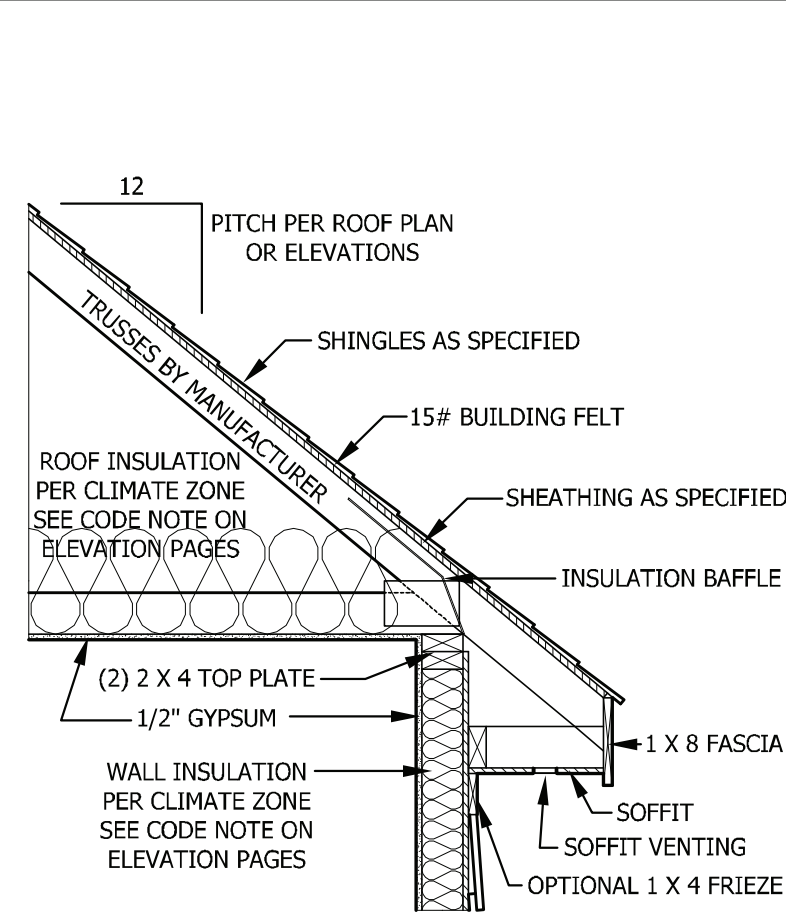 12
PITCH PER ROOF PLAN
OR ELEVATIONS
TRUSSES BY MANUFACTURER
SHINGLES AS SPECIFIED
15# BUILDING FELT
ROOF INSULATION
PER CLIMATE ZONE
SEE CODE NOTE ON
ELEVATION PAGES
SHEATHING AS SPECIFIED
INSULATION BAFFLE
(2) 2 X 4 TOP PLATE
1/2" GYPSUM
1 X 8 FASCIA
WALL INSULATION
PER CLIMATE ZONE
SEE CODE NOTE ON
ELEVATION PAGES
SOFFIT
SOFFIT VENTING
OPTIONAL 1 X 4 FRIEZE